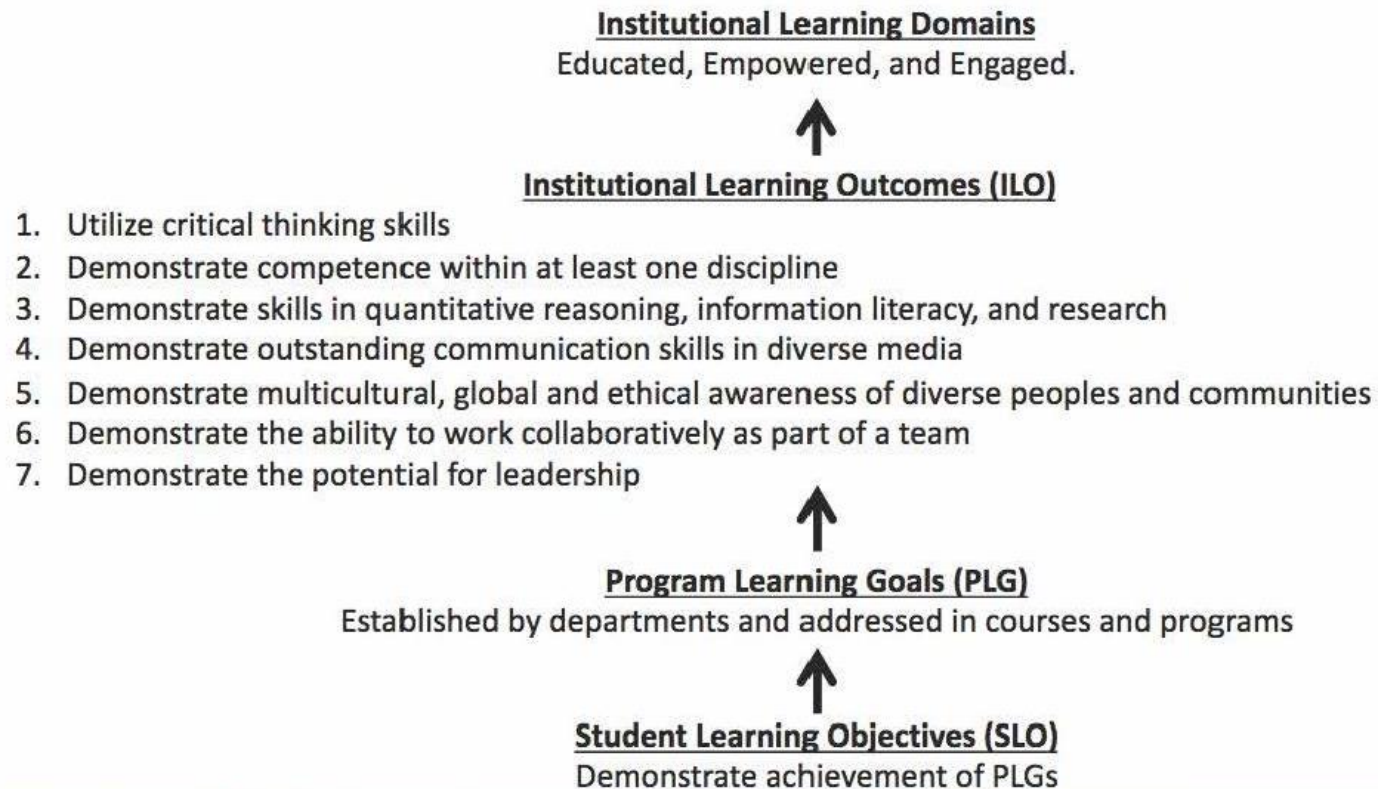 Institutional Learning Domains
Educated, Empowered, and Engaged.
Institutional Learning Outcomes (ILO)
1. Utilize critical thinking skills
2. Demonstrate competence within at least one discipline
3. Demonstrate skills in quantitative reasoning, information literacy, and research
4. Demonstrate outstanding communication skills in diverse media
5. Demonstrate multicultural, global and ethical awareness of diverse peoples and communities
6. Demonstrate the ability to work collaboratively as part of a team
7. Demonstrate the potential for leadership
Program Learning Goals (PLG)
Established by departments and addressed in courses and programs
Student Learning Objectives (SLO)
Demonstrate achievement of PLGs